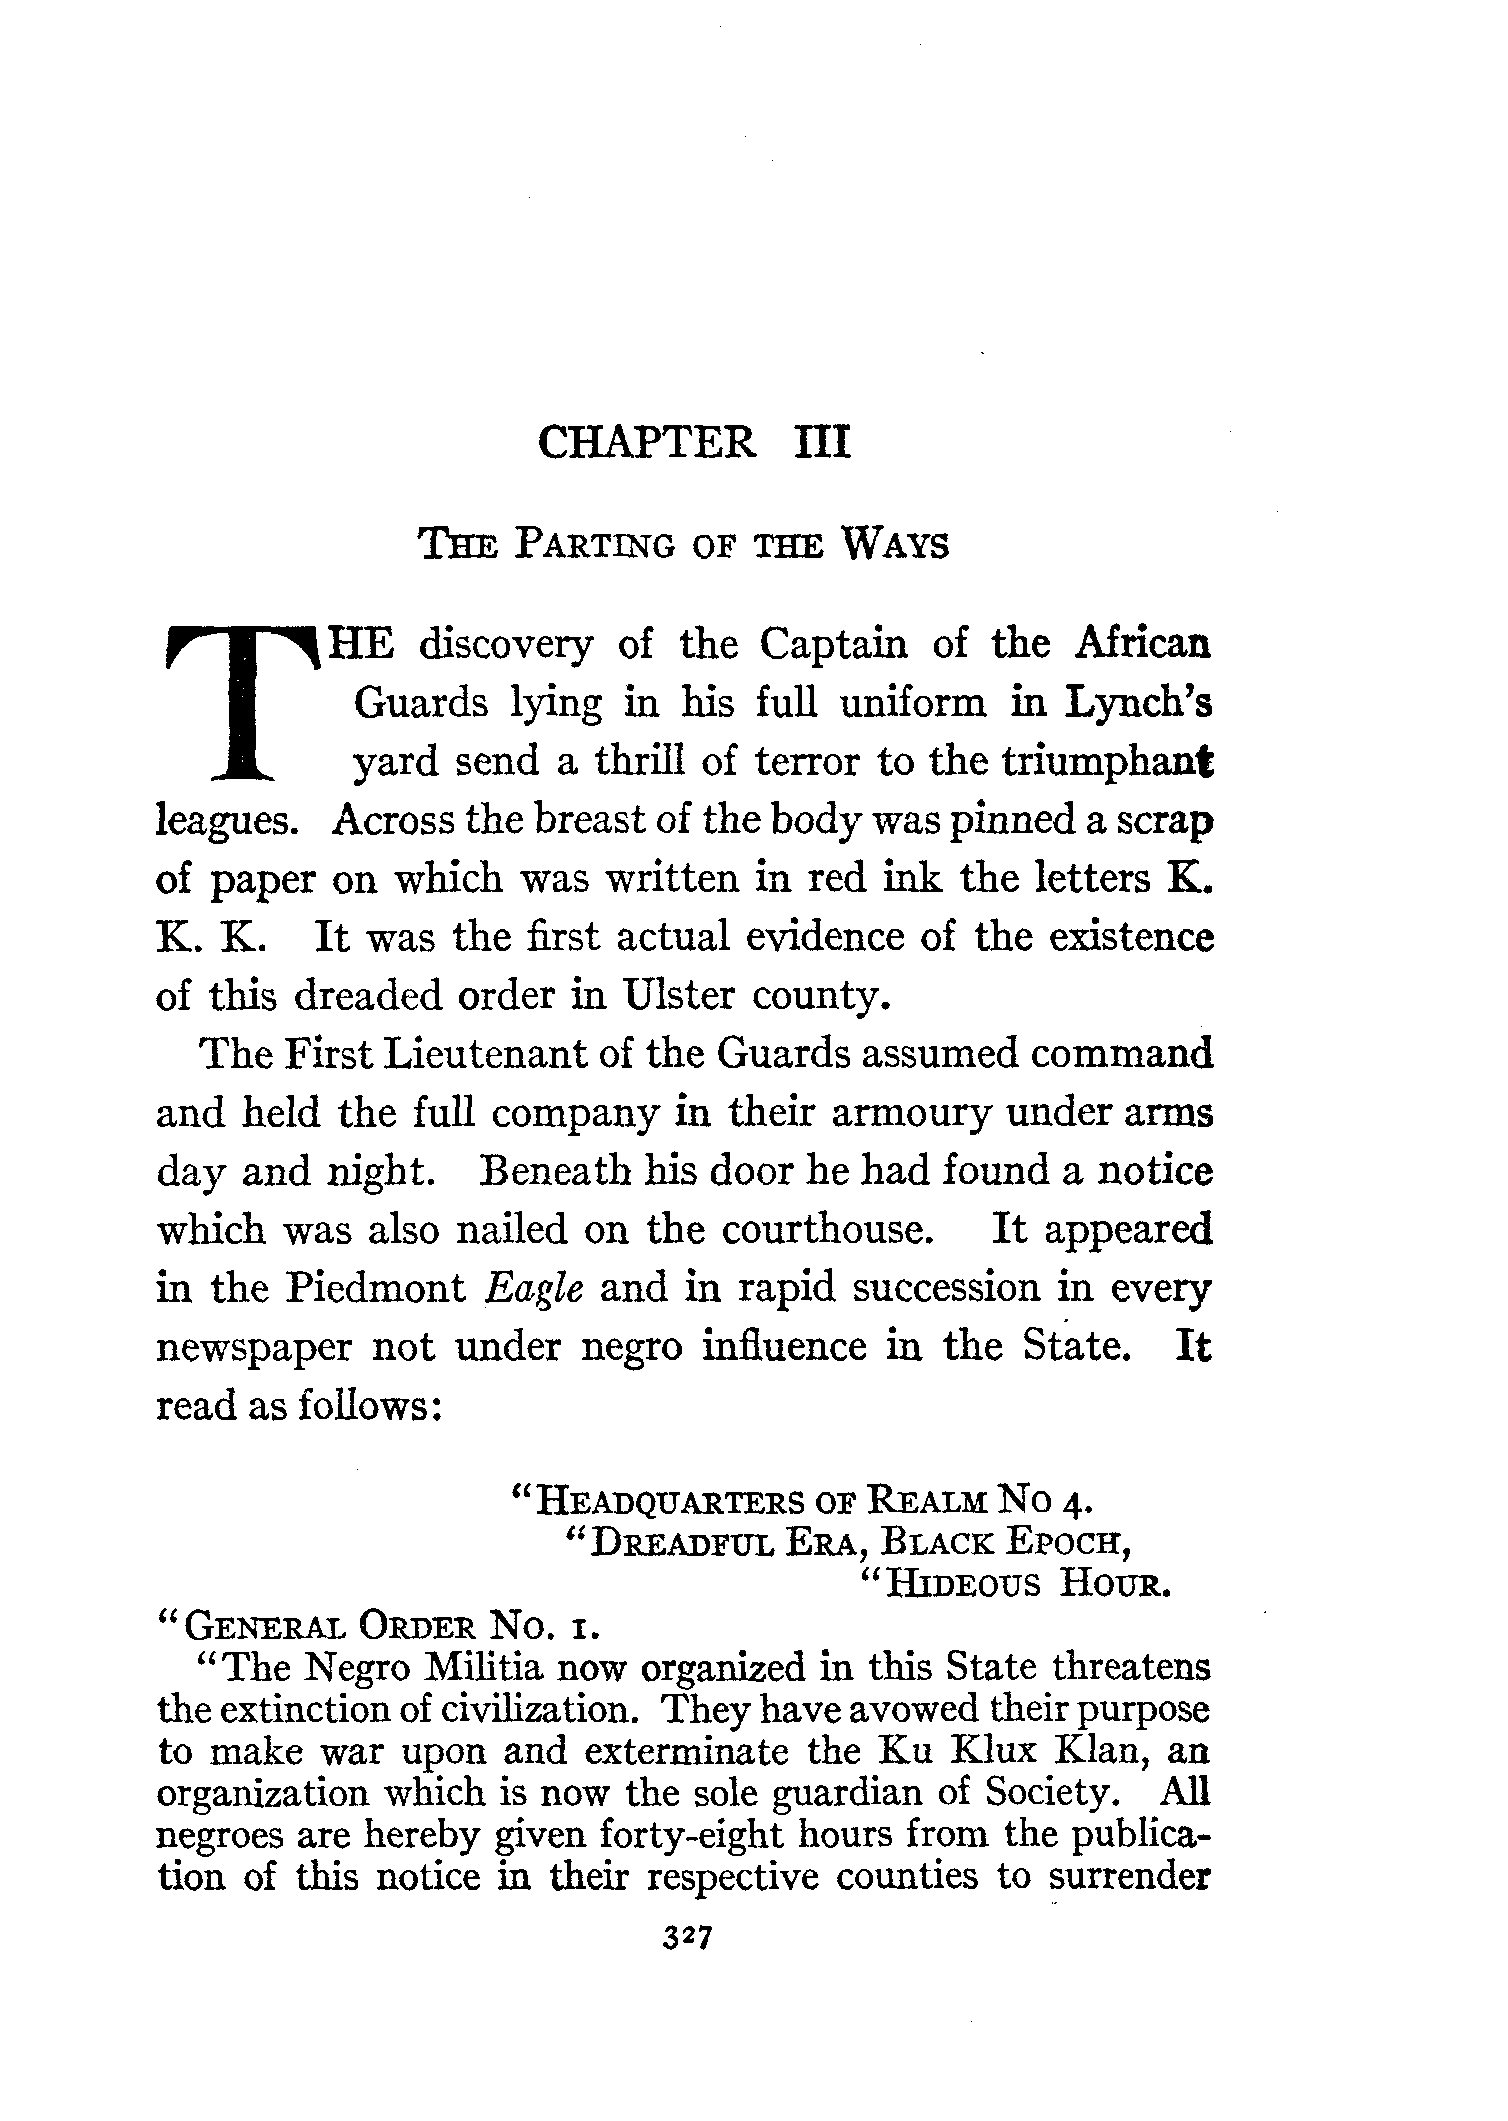 CHAPTER III
THE PARTING OF THE WAYS
THE discovery of the Captain of the African
Guards lying in his full uniform in Lynch's
yard send a thrill of terror to the triumphant
leagues. Across the breast of the body was pinned a scrap
of paper on which was written in red ink the letters K.
K. K. It was the first actual evidence of the existence
of this dreaded order in Ulster county.
The First Lieutenant of the Guards assumed command
and held the full company in their armoury under arms
day and night. Beneath his door he had found a notice
which was also nailed on the courthouse. It appeared
in the Piedmont Eagle and in rapid succession in every
newspaper not under negro influence in the State. It
read as follows:
"HEADQUARTERS OF REALM NO 4.
"DREADFUL ERA, BLACK EPOCH,
"HIDEOUS HOUR.
"GENERAL ORDER NO. 1.
"The Negro Militia now organized in this State threatens
the extinction of civilization. They have avowed their purpose
to make war upon and exterminate the Ku Klux Klan, an
organization which is now the sole guardian of Society. All
negroes are hereby given forty-eight hours from the publica-
tion of this notice in their respective counties to surrender
327